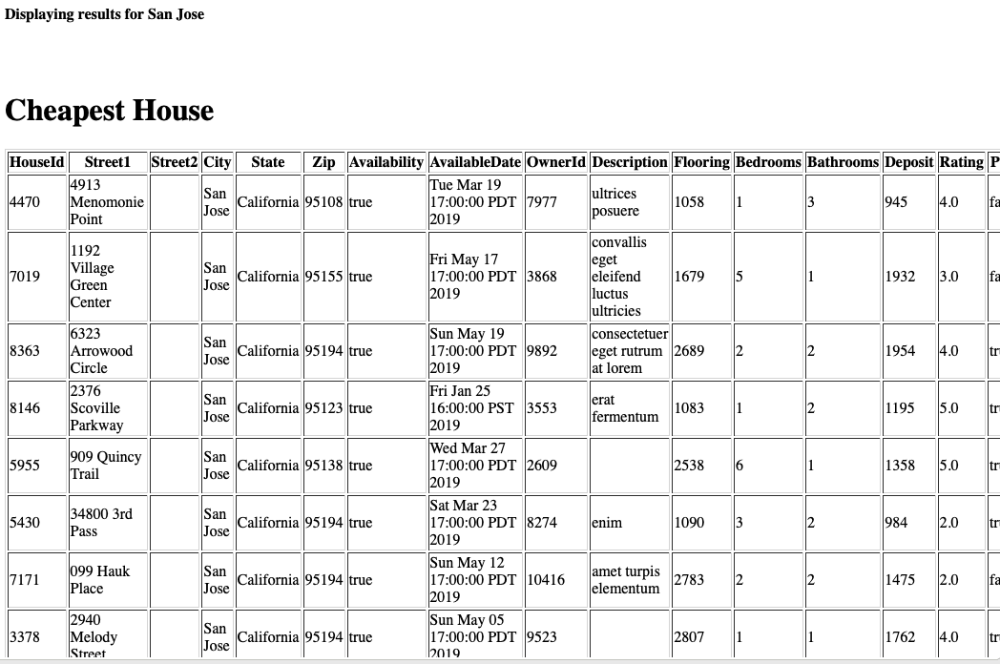 Displaying results for San Jose
Cheapest House
HouseId Street1 Street2 City State Zip Availability AvailableDate OwnerId Description Flooring Bedrooms Bathrooms Deposit Rating P
4470 4913 Menomonie Point San Jose California 95108 true Tue Mar 19 17:00:00 PDT 2019 7977 ultrices posuere 1058 1 3 945 4.0 fa
7019 1192 Village Green Center San Jose California 95155 true Fri May 17 17:00:00 PDT 2019 3868 convallis eget eleifend luctus ultricies 1679 5 1 1932 3.0 fa
8363 6323 Arrowood Circle San Jose California 95194 true Sun May 19 17:00:00 PDT 2019 9892 consectetuer eget rutrum at lorem 2689 2 2 1954 4.0 tr
8146 2376 Scoville Parkway San Jose California 95123 true Fri Jan 25 16:00:00 PST 2019 3553 erat fermentum 1083 1 2 1195 5.0 tr
5955 909 Quincy Trail San Jose California 95138 true Wed Mar 27 17:00:00 PDT 2019 2609 2538 6 1 1358 5.0 tr
5430 34800 3rd Pass San Jose California 95194 true Sat Mar 23 17:00:00 PDT 2019 8274 enim 1090 3 2 984 2.0 tr
7171 099 Hauk Place San Jose California 95194 true Sun May 12 17:00:00 PDT 2019 10416 amet turpis elementum 2783 2 2 1475 2.0 fa
3378 2940 Melody Street San Jose California 95194 true Sun May 05 17:00:00 PDT 2019 9523 2807 1 1 1762 4.0 tr